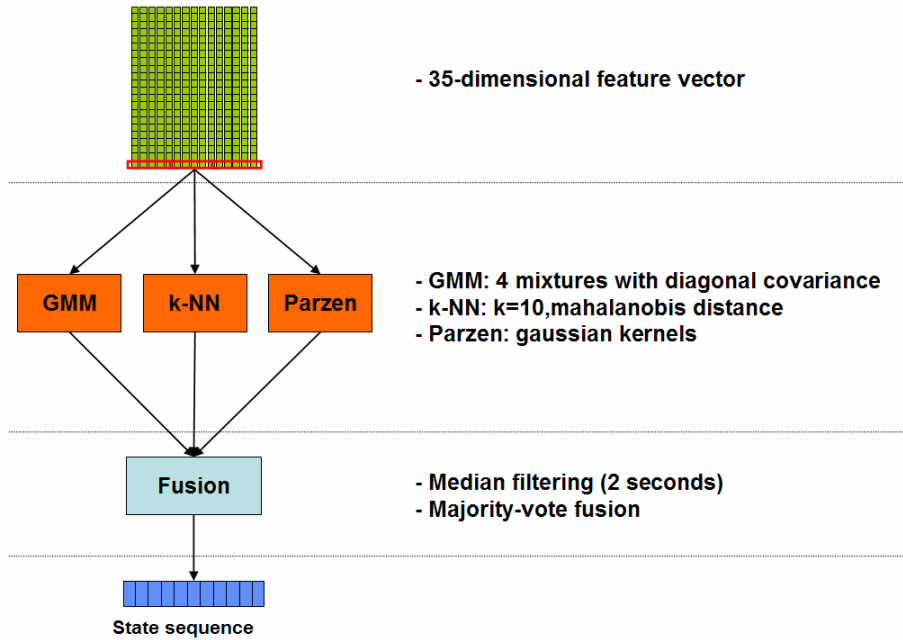 - 35-dimensional feature vector
GMM
k-NN
Parzen
- GMM: 4 mixtures with diagonal covariance
- k-NN: k=10,mahalanobis distance
- Parzen: gaussian kernels
Fusion
- Median filtering (2 seconds)
- Majority-vote fusion
State sequence